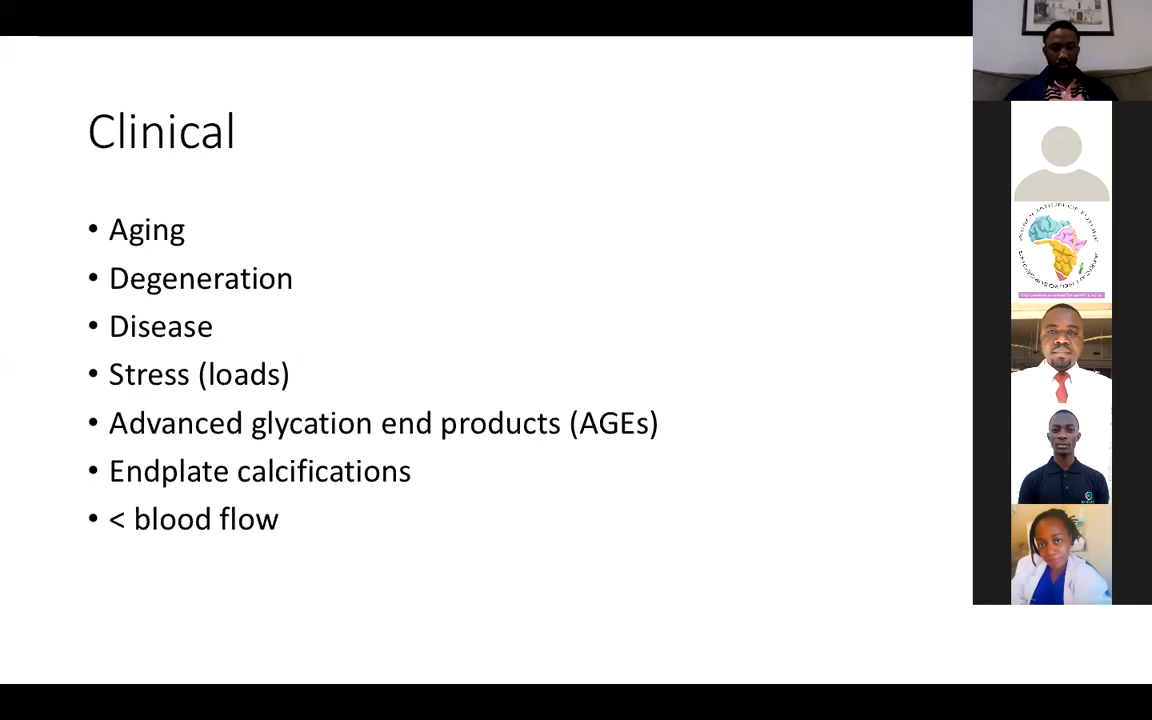 Clinical
• Aging
• Degeneration
• Disease
• Stress (loads)
• Advanced glycation end products (AGEs)
• Endplate calcifications
• < blood flow